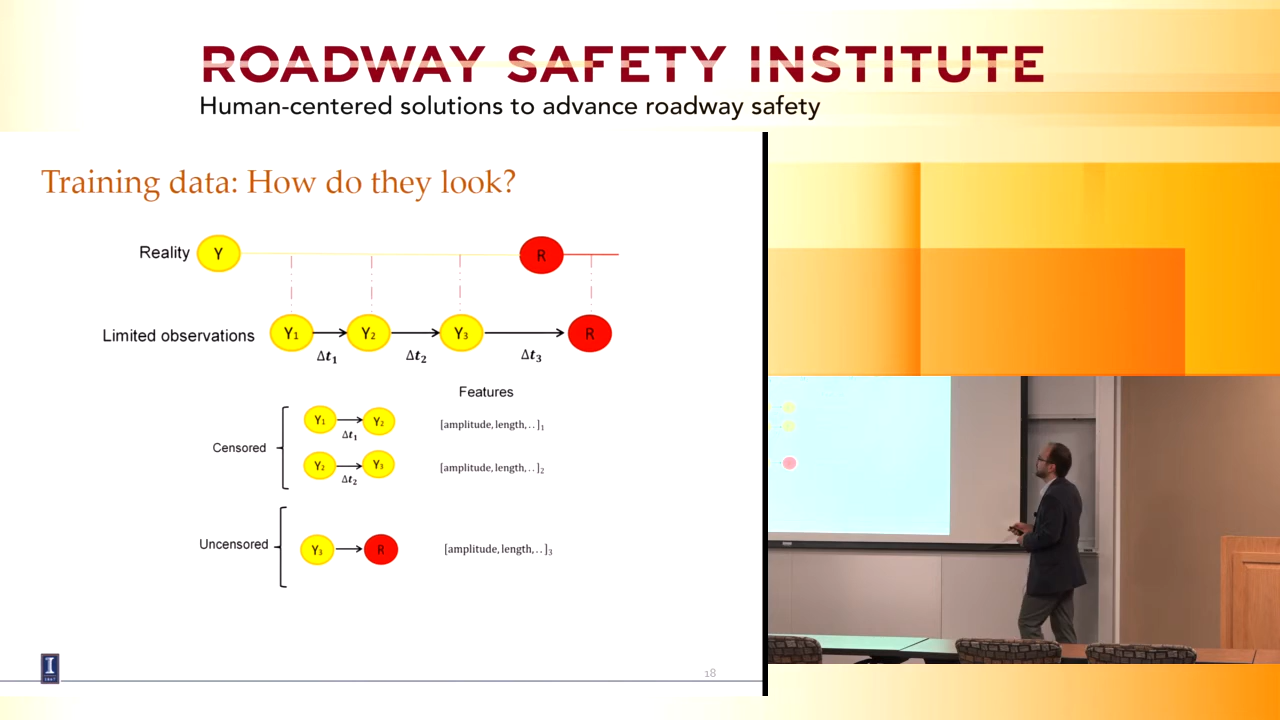 ROADWAY SAFETY INSTITUTE
Human-centered solutions to advance roadway safety
Training data: How do they look?
Reality Y R
Limited observations Y₁ Y₂ Y₃ R
Δt₁ Δt₂ Δt₃
Features
Y₁ Y₂ [amplitude, length, . . ]₁
Δt₁
Censored
Y₂ Y₃ [amplitude, length, . . ]₂
Δt₂
Uncensored Y₃ R [amplitude, length, . . ]₃
I
18